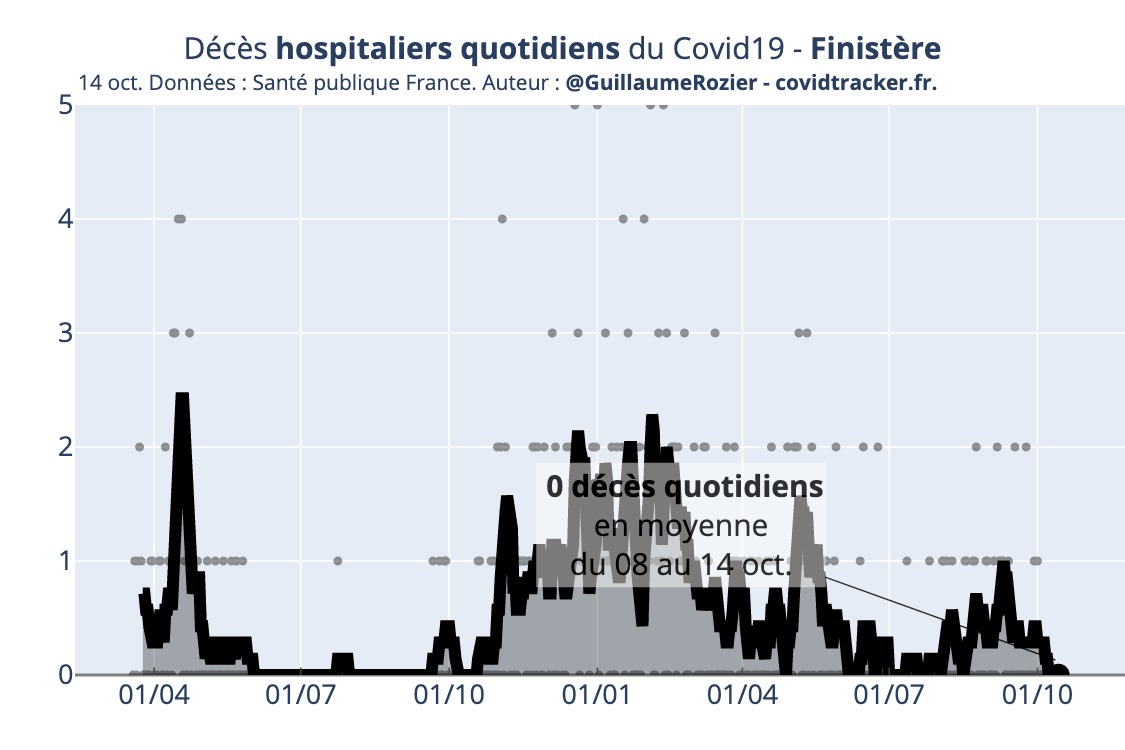 Décès hospitaliers quotidiens du Covid19 - Finistère
14 oct. Données : Santé publique France. Auteur : @GuillaumeRozier - covidtracker.fr.
5
4
3
2
1
0
0 décès quotidiens
en moyenne
du 08 au 14 oct.
01/04 01/07 01/10 01/01 01/04 01/07 01/10